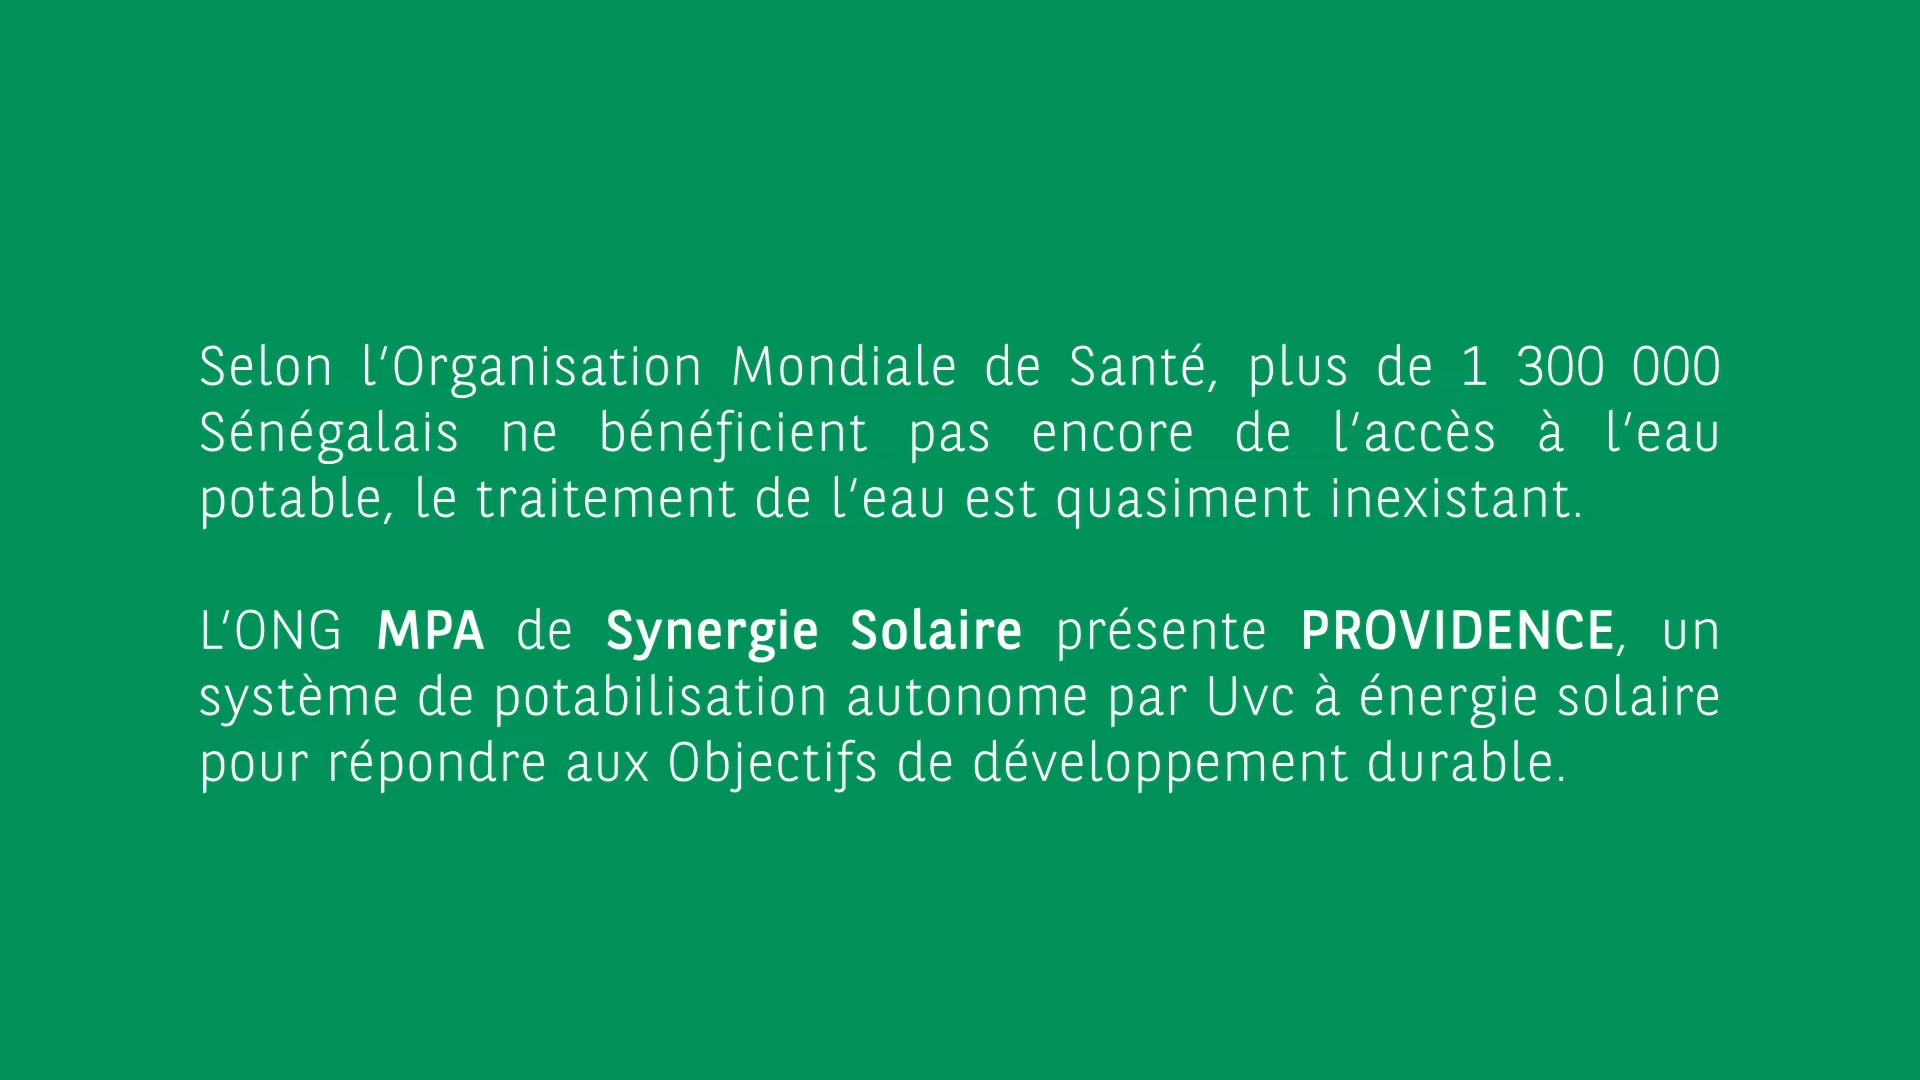 Selon l’Organisation Mondiale de Santé, plus de 1 300 000
Sénégalais ne bénéficient pas encore de l’accès à l’eau
potable, le traitement de l’eau est quasiment inexistant.
L’ONG MPA de Synergie Solaire présente PROVIDENCE, un
système de potabilisation autonome par Uvc à énergie solaire
pour répondre aux Objectifs de développement durable.